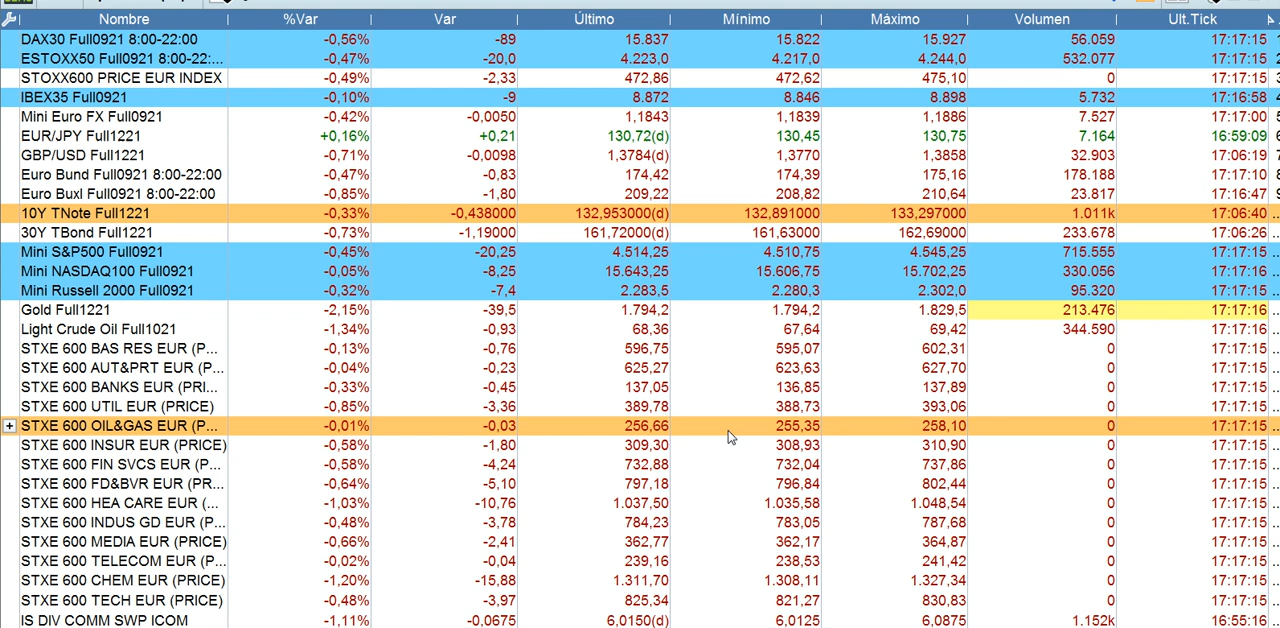 Nombre %Var Var Último Mínimo Máximo Volumen Ult.Tick
DAX30 Full0921 8:00-22:00 -0,56% -89 15.837 15.822 15.927 56.059 17:17:15
ESTOXX50 Full0921 8:00-22:... -0,47% -20,0 4.223,0 4.217,0 4.244,0 532.077 17:17:15
STOXX600 PRICE EUR INDEX -0,49% -2,33 472,86 472,62 475,10 0 17:17:15
IBEX35 Full0921 -0,10% -9 8.872 8.846 8.898 5.732 17:16:58
Mini Euro FX Full0921 -0,42% -0,0050 1,1843 1,1839 1,1886 7.527 17:17:00
EUR/JPY Full1221 +0,16% +0,21 130,72(d) 130,45 130,75 7.164 16:59:09
GBP/USD Full1221 -0,71% -0,0098 1,3784(d) 1,3770 1,3858 32.903 17:06:19
Euro Bund Full0921 8:00-22:00 -0,47% -0,83 174,42 174,39 175,16 178.188 17:17:10
Euro Buxl Full0921 8:00-22:00 -0,85% -1,80 209,22 208,82 210,64 23.817 17:16:47
10Y TNote Full1221 -0,33% -0,438000 132,953000(d) 132,891000 133,297000 1.011k 17:06:40 ..
30Y TBond Full1221 -0,73% -1,19000 161,72000(d) 161,63000 162,69000 233.678 17:06:26 ..
Mini S&P500 Full0921 -0,45% -20,25 4.514,25 4.510,75 4.545,25 715.555 17:17:15 ..
Mini NASDAQ100 Full0921 -0,05% -8,25 15.643,25 15.606,75 15.702,25 330.056 17:17:16 ..
Mini Russell 2000 Full0921 -0,32% -7,4 2.283,5 2.280,3 2.302,0 95.320 17:17:15 ..
Gold Full1221 -2,15% -39,5 1.794,2 1.794,2 1.829,5 213.476 17:17:16 ..
Light Crude Oil Full1021 -1,34% -0,93 68,36 67,64 69,42 344.590 17:17:16 ..
STXE 600 BAS RES EUR (P... -0,13% -0,76 596,75 595,07 602,31 0 17:17:15 ..
STXE 600 AUT&PRT EUR (P... -0,04% -0,23 625,27 623,63 627,70 0 17:17:15 ..
STXE 600 BANKS EUR (PRI... -0,33% -0,45 137,05 136,85 137,89 0 17:17:15 ..
STXE 600 UTIL EUR (PRICE) -0,85% -3,36 389,78 388,73 393,06 0 17:17:15 ..
STXE 600 OIL&GAS EUR (P... -0,01% -0,03 256,66 255,35 258,10 0 17:17:15 ..
STXE 600 INSUR EUR (PRICE) -0,58% -1,80 309,30 308,93 310,90 0 17:17:15 ..
STXE 600 FIN SVCS EUR (P... -0,58% -4,24 732,88 732,04 737,86 0 17:17:15 ..
STXE 600 FD&BVR EUR (PR... -0,64% -5,10 797,18 796,84 802,44 0 17:17:15 ..
STXE 600 HEA CARE EUR (... -1,03% -10,76 1.037,50 1.035,58 1.048,54 0 17:17:15 ..
STXE 600 INDUS GD EUR (P... -0,48% -3,78 784,23 783,05 787,68 0 17:17:15 ..
STXE 600 MEDIA EUR (PRICE) -0,66% -2,41 362,77 362,17 364,87 0 17:17:15 ..
STXE 600 TELECOM EUR (P... -0,02% -0,04 239,16 238,53 241,42 0 17:17:15 ..
STXE 600 CHEM EUR (PRICE) -1,20% -15,88 1.311,70 1.308,11 1.327,34 0 17:17:15 ..
STXE 600 TECH EUR (PRICE) -0,48% -3,97 825,34 821,27 830,83 0 17:17:15 ..
IS DIV COMM SWP ICOM -1,11% -0,0675 6,0150(d) 6,0125 6,0875 1.152k 16:55:16 ..